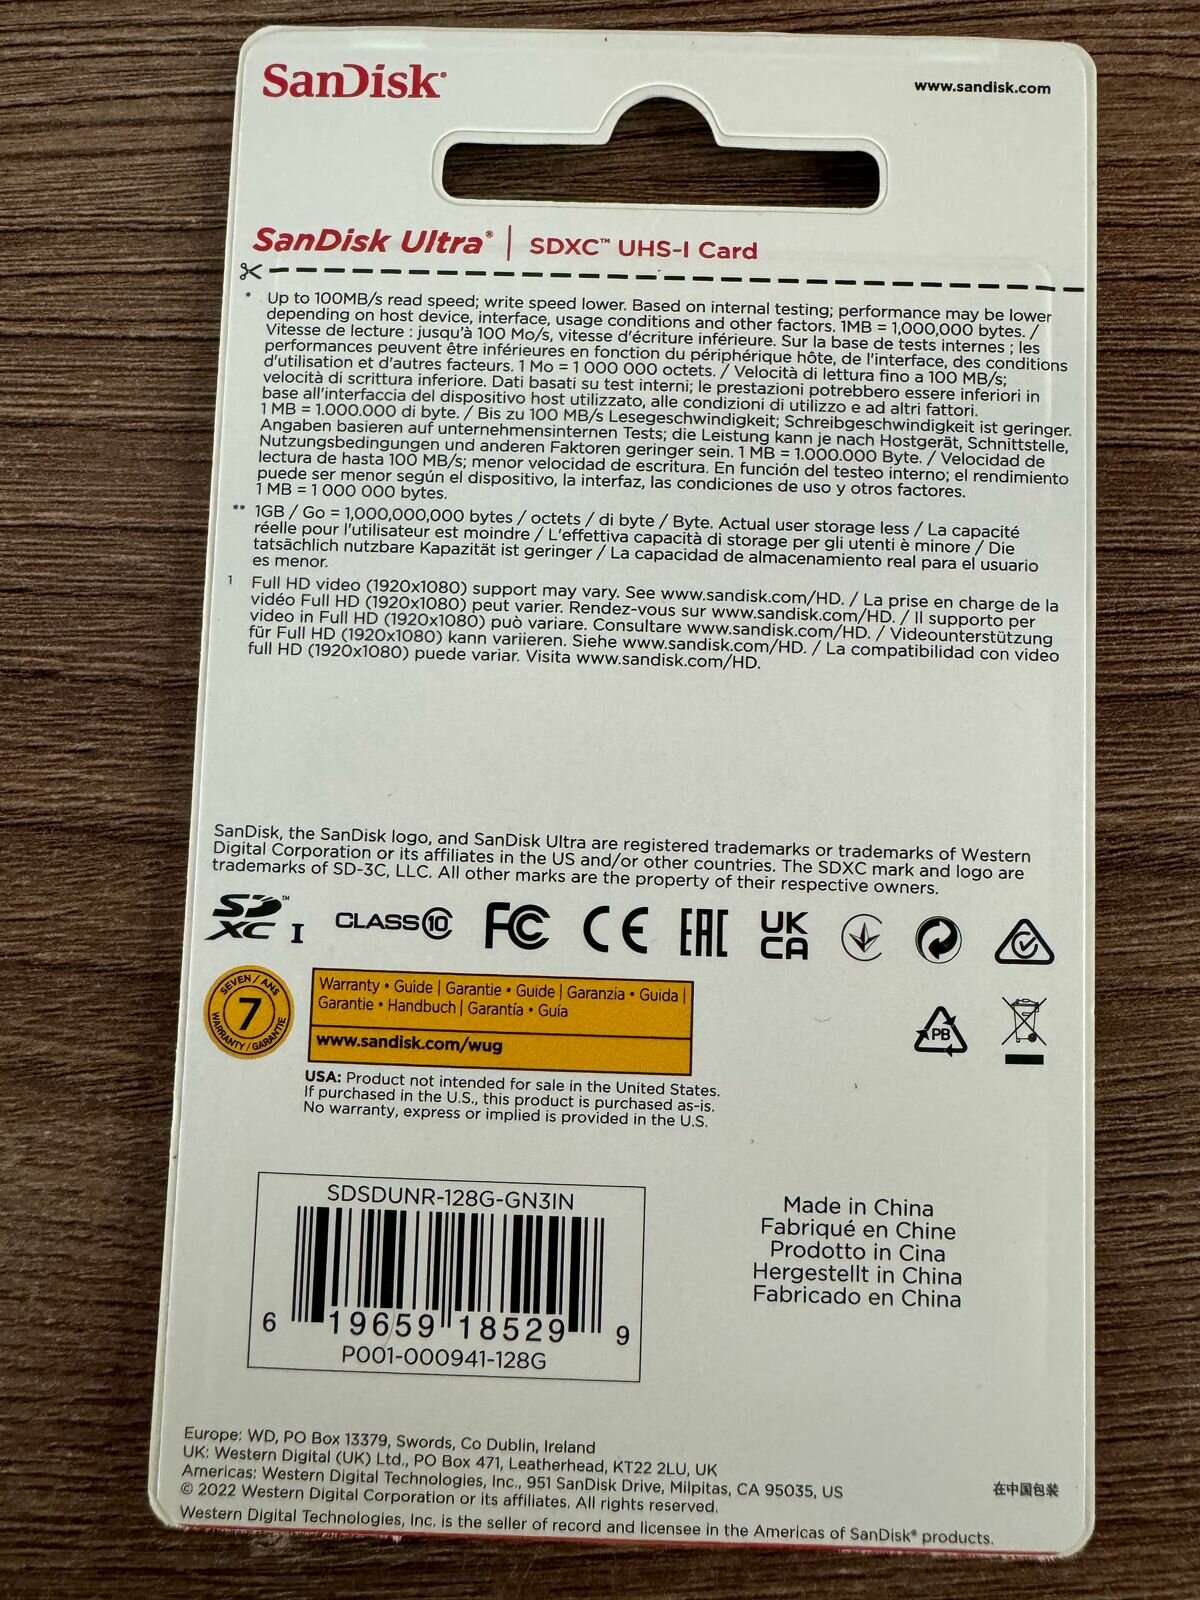 SanDisk®
www.sandisk.com
SanDisk Ultra® | SDXC™ UHS-I Card
* Up to 100MB/s read speed; write speed lower. Based on internal testing; performance may be lower
depending on host device, interface, usage conditions and other factors. 1MB = 1,000,000 bytes. /
Vitesse de lecture : jusqu'à 100 Mo/s, vitesse d'écriture inférieure. Sur la base de tests internes ; les
performances peuvent être inférieures en fonction du périphérique hôte, de l'interface, des conditions
d'utilisation et d'autres facteurs. 1 Mo = 1 000 000 octets. / Velocità di lettura fino a 100 MB/s;
velocità di scrittura inferiore. Dati basati su test interni; le prestazioni potrebbero essere inferiori in
base all'interfaccia del dispositivo host utilizzato, alle condizioni di utilizzo e ad altri fattori.
1 MB = 1.000.000 di byte. / Bis zu 100 MB/s Lesegeschwindigkeit; Schreibgeschwindigkeit ist geringer.
Angaben basieren auf unternehmensinternen Tests; die Leistung kann je nach Hostgerät, Schnittstelle,
Nutzungsbedingungen und anderen Faktoren geringer sein. 1 MB = 1.000.000 Byte. / Velocidad de
lectura de hasta 100 MB/s; menor velocidad de escritura. En función del testeo interno; el rendimiento
puede ser menor según el dispositivo, la interfaz, las condiciones de uso y otros factores.
1 MB = 1 000 000 bytes.
** 1GB / Go = 1,000,000,000 bytes / octets / di byte / Byte. Actual user storage less / La capacité
réelle pour l'utilisateur est moindre / L'effettiva capacità di storage per gli utenti è minore / Die
tatsächlich nutzbare Kapazität ist geringer / La capacidad de almacenamiento real para el usuario
es menor.
1 Full HD video (1920x1080) support may vary. See www.sandisk.com/HD. / La prise en charge de la
vidéo Full HD (1920x1080) peut varier. Rendez-vous sur www.sandisk.com/HD. / Il supporto per
video in Full HD (1920x1080) può variare. Consultare www.sandisk.com/HD. / Videounterstützung
für Full HD (1920x1080) kann variieren. Siehe www.sandisk.com/HD. / La compatibilidad con video
full HD (1920x1080) puede variar. Visita www.sandisk.com/HD.
SanDisk, the SanDisk logo, and SanDisk Ultra are registered trademarks or trademarks of Western
Digital Corporation or its affiliates in the US and/or other countries. The SDXC mark and logo are
trademarks of SD-3C, LLC. All other marks are the property of their respective owners.
SD XC™ I CLASS 10 FC CE EAC UK CA
SEVEN / ANS 7 WARRANTY / GARANTIE
Warranty • Guide | Garantie • Guide | Garanzia • Guida |
Garantie • Handbuch | Garantía • Guía
www.sandisk.com/wug
PB
USA: Product not intended for sale in the United States.
If purchased in the U.S., this product is purchased as-is.
No warranty, express or implied is provided in the U.S.
SDSDUNR-128G-GN3IN
6 19659 18529 9
P001-000941-128G
Made in China
Fabriqué en Chine
Prodotto in Cina
Hergestellt in China
Fabricado en China
Europe: WD, PO Box 13379, Swords, Co Dublin, Ireland
UK: Western Digital (UK) Ltd., PO Box 471, Leatherhead, KT22 2LU, UK
Americas: Western Digital Technologies, Inc., 951 SanDisk Drive, Milpitas, CA 95035, US
© 2022 Western Digital Corporation or its affiliates. All rights reserved.
在中国包装
Western Digital Technologies, Inc. is the seller of record and licensee in the Americas of SanDisk® products.